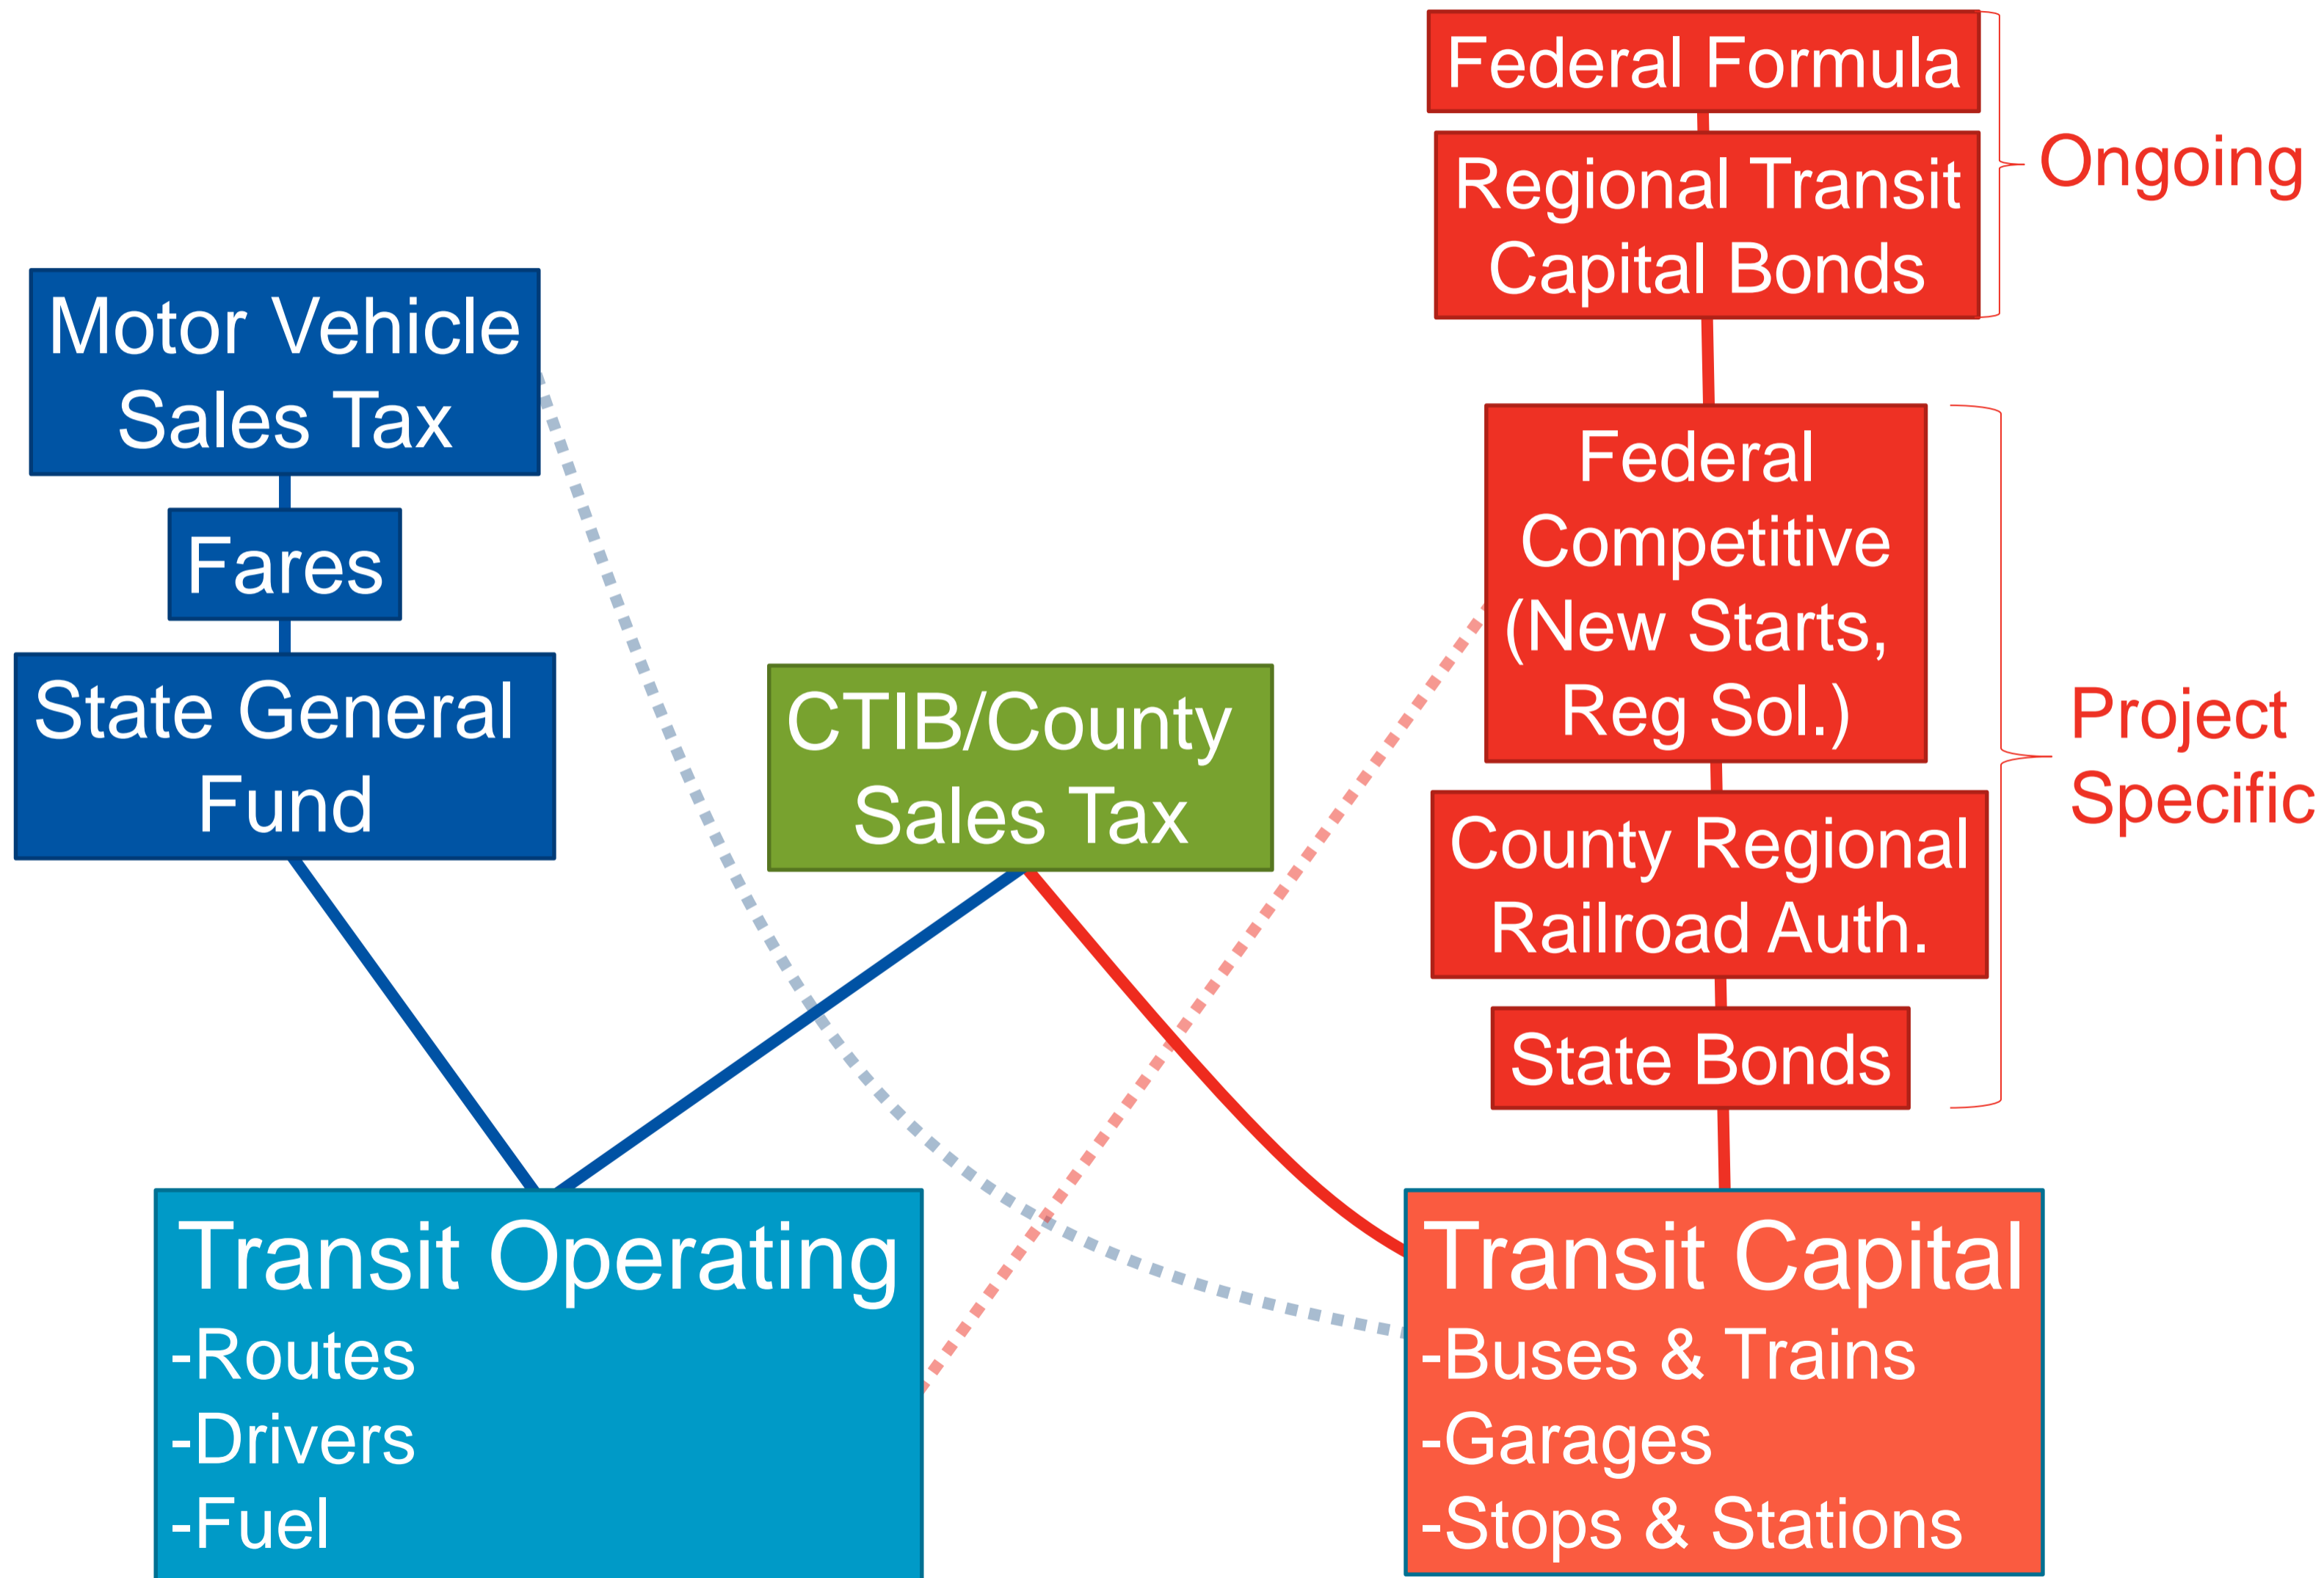 Federal Formula
Regional Transit
Capital Bonds
Ongoing
Motor Vehicle
Sales Tax
Fares
State General
Fund
CTIB/County
Sales Tax
Federal
Competitive
(New Starts,
Reg Sol.)
County Regional
Railroad Auth.
State Bonds
Project
Specific
Transit Operating
-Routes
-Drivers
-Fuel
Transit Capital
-Buses & Trains
-Garages
-Stops & Stations